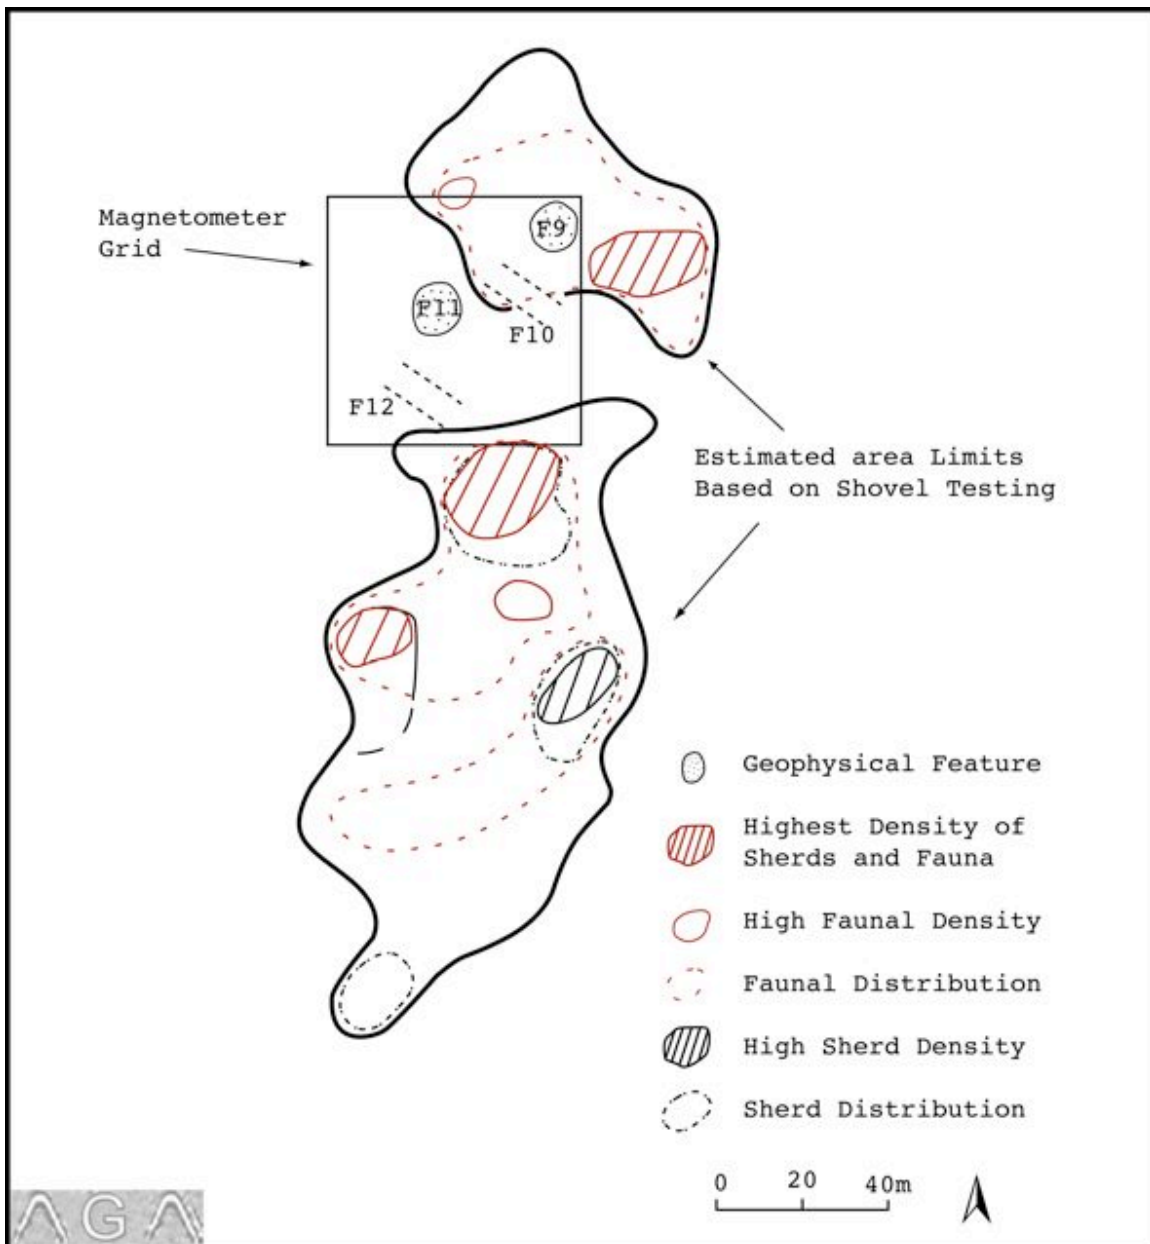 Magnetometer
Grid
F9
F11
F10
F12
Estimated area Limits
Based on Shovel Testing
Geophysical Feature
Highest Density of
Sherds and Fauna
High Faunal Density
Faunal Distribution
High Sherd Density
Sherd Distribution
0 20 40m
AGA